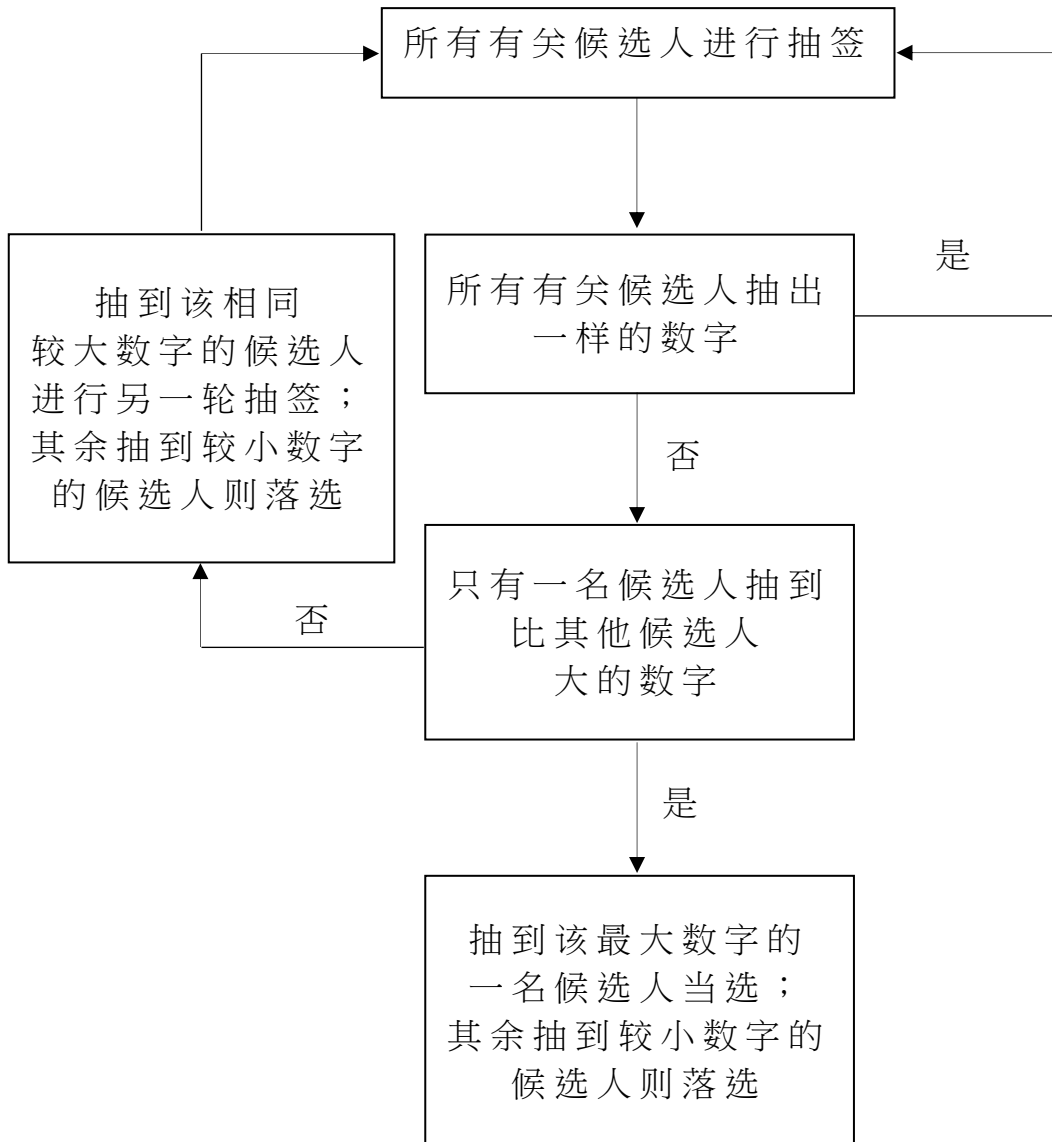 所有有关候选人进行抽签
所有有关候选人抽出
一样的数字
是
抽到该相同
较大数字的候选人
进行另一轮抽签；
其余抽到较小数字
的候选人则落选
否
只有一名候选人抽到
比其他候选人
大的数字
否
是
抽到该最大数字的
一名候选人当选；
其余抽到较小数字的
候选人则落选